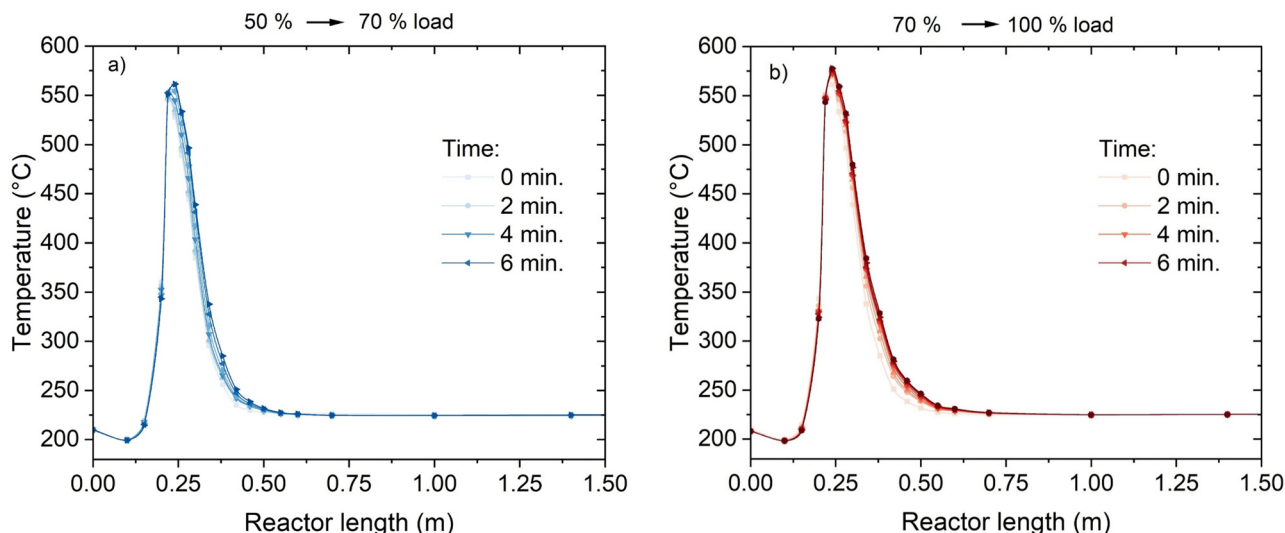 50 % → 70 % load
a)
600
550
500
450
400
350
300
250
200
Temperature (°C)
Time:
0 min.
2 min.
4 min.
6 min.
0.00 0.25 0.50 0.75 1.00 1.25 1.50
Reactor length (m)
70 % → 100 % load
b)
600
550
500
450
400
350
300
250
200
Temperature (°C)
Time:
0 min.
2 min.
4 min.
6 min.
0.00 0.25 0.50 0.75 1.00 1.25 1.50
Reactor length (m)